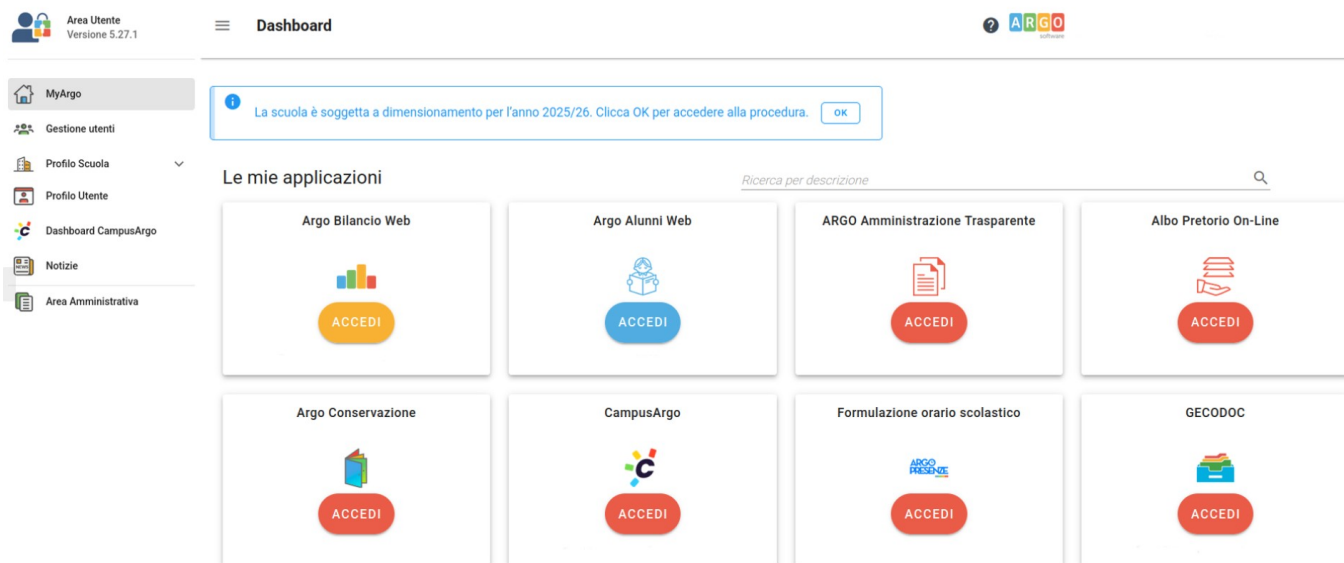 Area Utente
Versione 5.27.1
Dashboard
ARGO
software
MyArgo
Gestione utenti
Profilo Scuola
Profilo Utente
Dashboard CampusArgo
Notizie
Area Amministrativa
La scuola è soggetta a dimensionamento per l'anno 2025/26. Clicca OK per accedere alla procedura. OK
Le mie applicazioni
Ricerca per descrizione
Argo Bilancio Web
ACCEDI
Argo Alunni Web
ACCEDI
ARGO Amministrazione Trasparente
ACCEDI
Albo Pretorio On-Line
ACCEDI
Argo Conservazione
ACCEDI
CampusArgo
ACCEDI
Formulazione orario scolastico
ARGO
PRESENZE
ACCEDI
GECODOC
ACCEDI